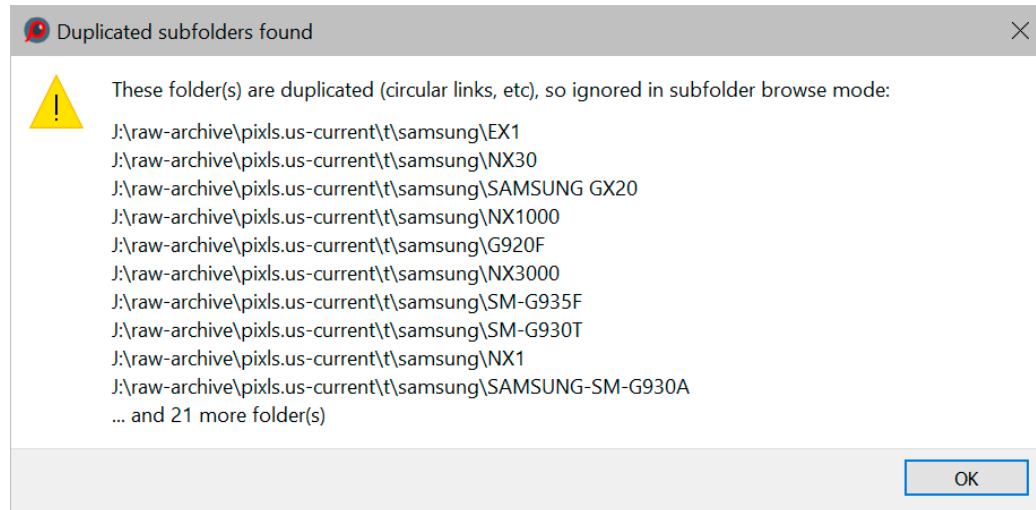 Duplicated subfolders found
These folder(s) are duplicated (circular links, etc), so ignored in subfolder browse mode:
J:\raw-archive\pixls.us-current\t\samsung\EX1
J:\raw-archive\pixls.us-current\t\samsung\NX30
J:\raw-archive\pixls.us-current\t\samsung\SAMSUNG GX20
J:\raw-archive\pixls.us-current\t\samsung\NX1000
J:\raw-archive\pixls.us-current\t\samsung\G920F
J:\raw-archive\pixls.us-current\t\samsung\NX3000
J:\raw-archive\pixls.us-current\t\samsung\SM-G935F
J:\raw-archive\pixls.us-current\t\samsung\SM-G930T
J:\raw-archive\pixls.us-current\t\samsung\NX1
J:\raw-archive\pixls.us-current\t\samsung\SAMSUNG-SM-G930A
... and 21 more folder(s)
OK